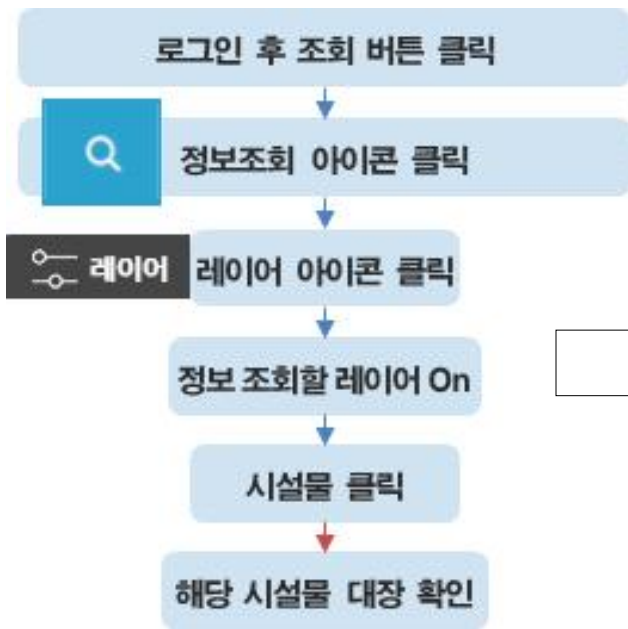 로그인 후 조회 버튼 클릭
정보조회 아이콘 클릭
레이어 레이어 아이콘 클릭
정보 조회할 레이어 On
시설물 클릭
해당 시설물 대장 확인